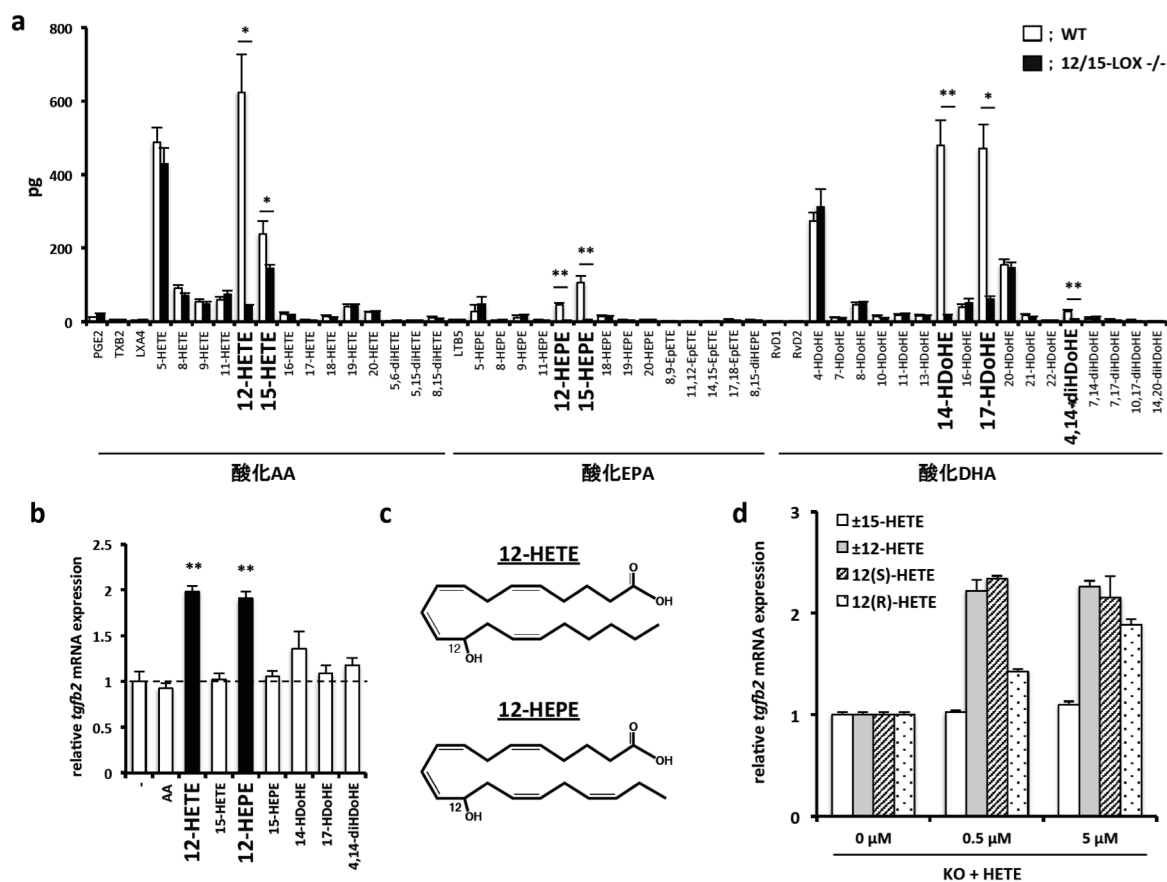 a
800
600
400
200
0
pg
; WT
; 12/15-LOX -/-
*
*
**
**
**
*
**
PGE2
TXB2
LXA4
5-HETE
8-HETE
9-HETE
11-HETE
12-HETE
15-HETE
16-HETE
17-HETE
18-HETE
19-HETE
20-HETE
5,6-diHETE
5,15-diHETE
8,15-diHETE
LTB5
5-HEPE
8-HEPE
9-HEPE
11-HEPE
12-HEPE
15-HEPE
18-HEPE
19-HEPE
20-HEPE
8,9-EpETE
11,12-EpETE
14,15-EpETE
17,18-EpETE
8,15-diHEPE
RvD1
RvD2
4-HDoHE
7-HDoHE
8-HDoHE
10-HDoHE
11-HDoHE
13-HDoHE
14-HDoHE
16-HDoHE
17-HDoHE
20-HDoHE
21-HDoHE
22-HDoHE
4,14-diHDoHE
7,14-diHDoHE
7,17-diHDoHE
10,17-diHDoHE
14,20-diHDoHE
酸化AA
酸化EPA
酸化DHA
b
relative tgfb2 mRNA expression
2.5
2
1.5
1
0.5
0
**
**
-
AA
12-HETE
15-HETE
12-HEPE
15-HEPE
14-HDoHE
17-HDoHE
4,14-diHDoHE
c
12-HETE
O
OH
12
OH
12-HEPE
O
OH
12
OH
d
relative tgfb2 mRNA expression
3
2
1
0
±15-HETE
±12-HETE
12(S)-HETE
12(R)-HETE
0 μM
0.5 μM
5 μM
KO + HETE